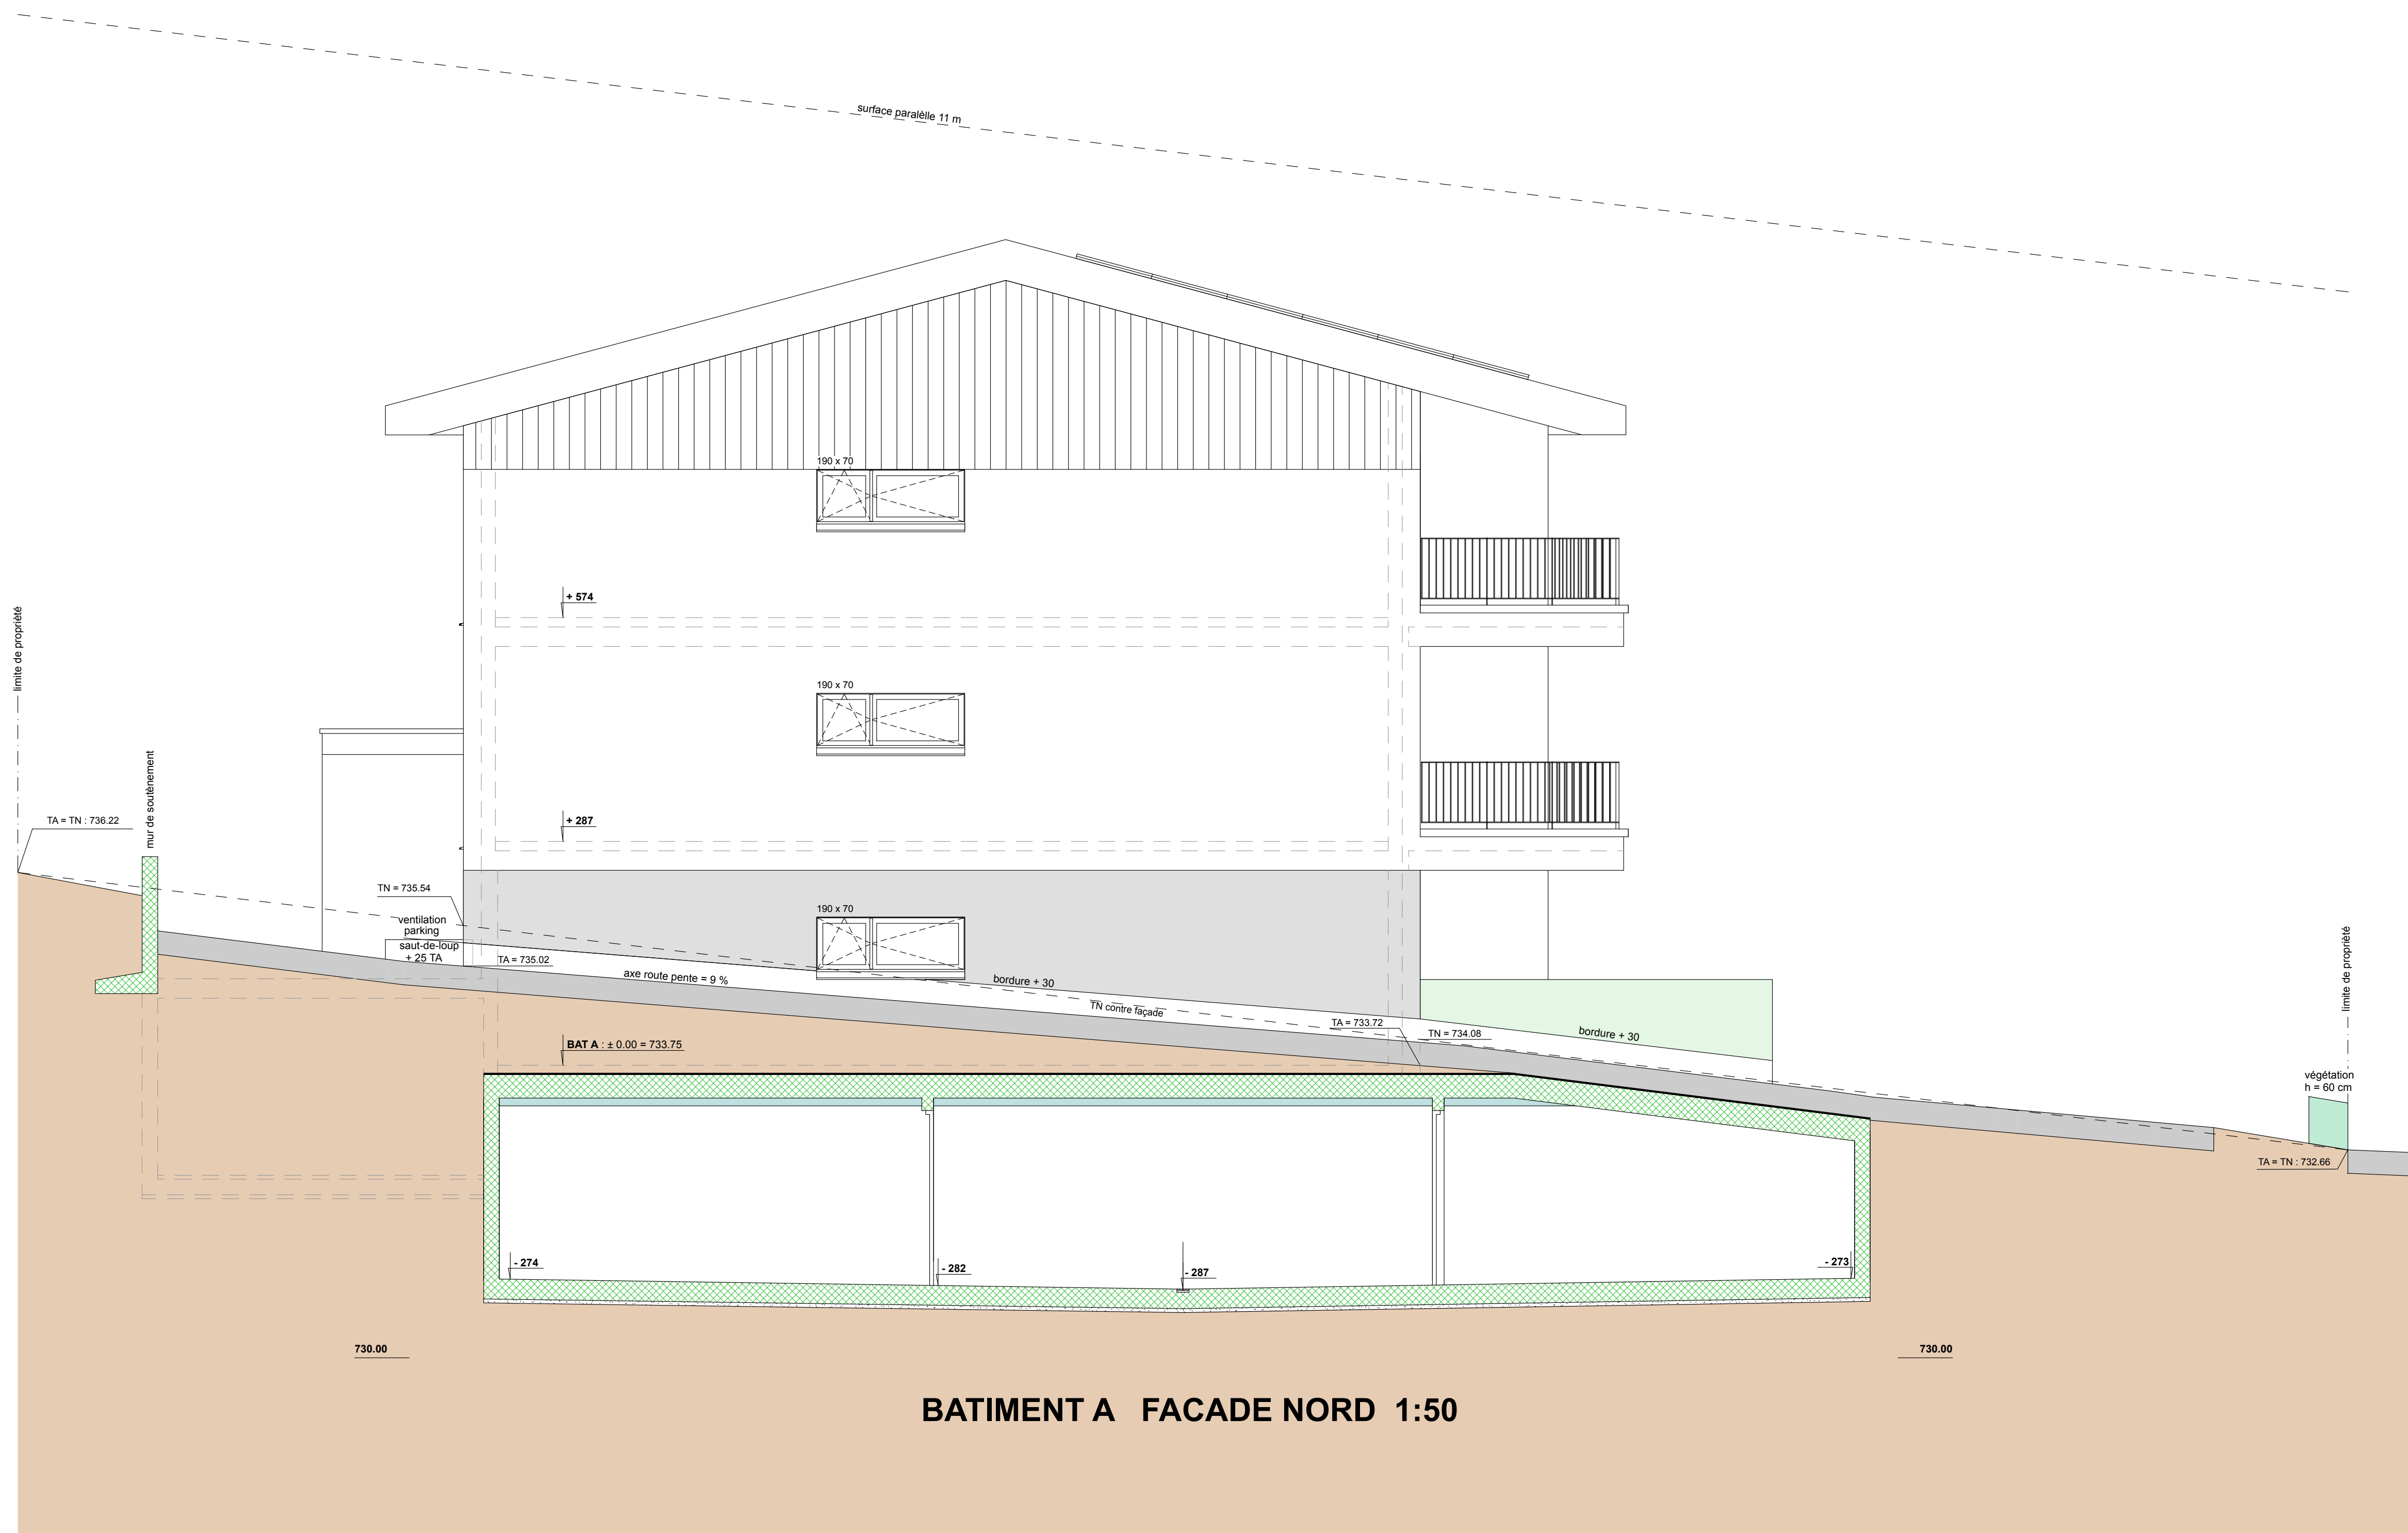 surface paralèlle 11 m
190 x 70
+ 574
limite de propriété
190 x 70
mur de soutènement
TA = TN : 736.22
+ 287
TN = 735.54
190 x 70
ventilation
parking
saut-de-loup
+ 25 TA
TA = 735.02
axe route pente = 9 %
bordure + 30
TN contre façade
TA = 733.72
TN = 734.08
bordure + 30
limite de propriété
BAT A : ± 0.00 = 733.75
végétation
h = 60 cm
TA = TN : 732.66
- 274
- 282
- 287
- 273
730.00
730.00
BATIMENT A FACADE NORD 1:50